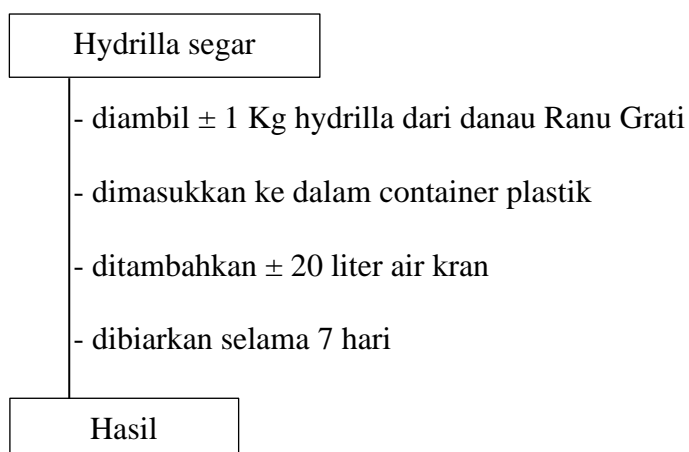 Hydrilla segar
- diambil ± 1 Kg hydrilla dari danau Ranu Grati
- dimasukkan ke dalam container plastik
- ditambahkan ± 20 liter air kran
- dibiarkan selama 7 hari
Hasil